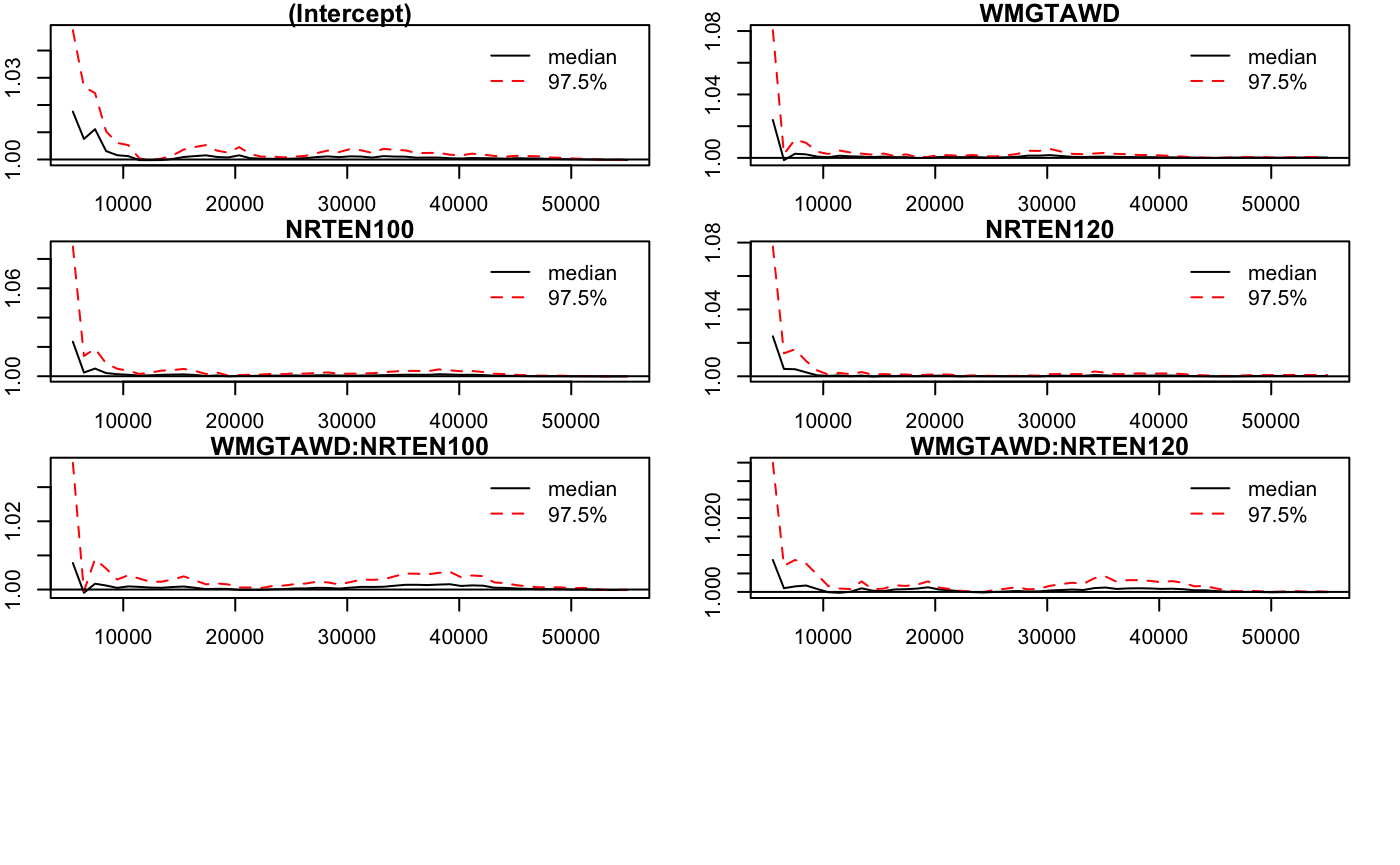 (Intercept)
1.00 1.03
median
97.5%
10000 20000 30000 40000 50000
WMGTAWD
1.00 1.04 1.08
median
97.5%
10000 20000 30000 40000 50000
NRTEN100
1.00 1.06
median
97.5%
10000 20000 30000 40000 50000
NRTEN120
1.00 1.04 1.08
median
97.5%
10000 20000 30000 40000 50000
WMGTAWD:NRTEN100
1.00 1.02
median
97.5%
10000 20000 30000 40000 50000
WMGTAWD:NRTEN120
1.000 1.020
median
97.5%
10000 20000 30000 40000 50000